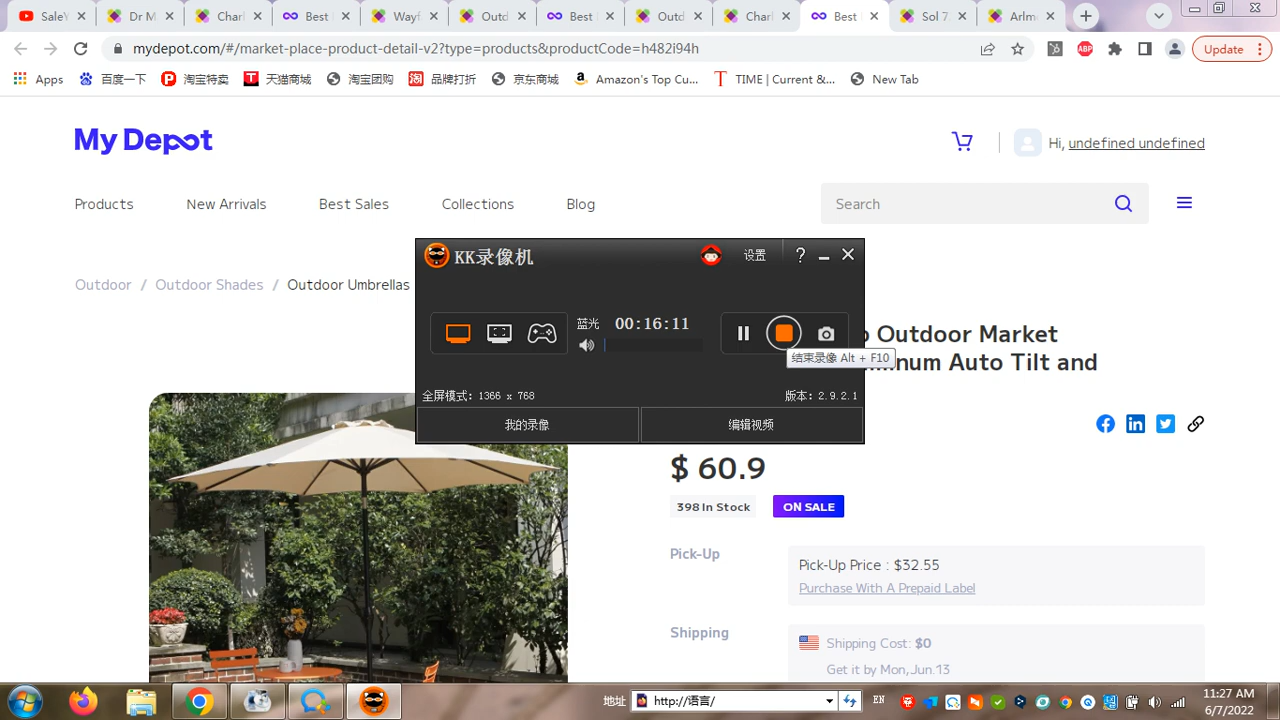 SaleY
Dr M
Charl
Best
Wayf
Outd
Best
Outd
Charl
Best
Sol 7
Arlm
mydepot.com/#/market-place-product-detail-v2?type=products&productCode=h482i94h
Update
Apps
百度一下
淘宝特卖
天猫商城
淘宝团购
品牌打折
京东商城
Amazon's Top Cu...
TIME | Current &...
New Tab
My Depot
Hi, undefined undefined
Products
New Arrivals
Best Sales
Collections
Blog
Search
KK录像机
设置
Outdoor / Outdoor Shades / Outdoor Umbrellas
蓝光 00:16:11
Outdoor Market
结束录像 Alt + F10
Auto Tilt and
全屏模式: 1366 x 768
版本: 2.9.2.1
我的录像
编辑视频
$ 60.9
398 In Stock
ON SALE
Pick-Up
Pick-Up Price : $32.55
Purchase With A Prepaid Label
Shipping
Shipping Cost: $0
Get it by Mon,Jun.13
地址
http://语言/
EN
11:27 AM
6/7/2022